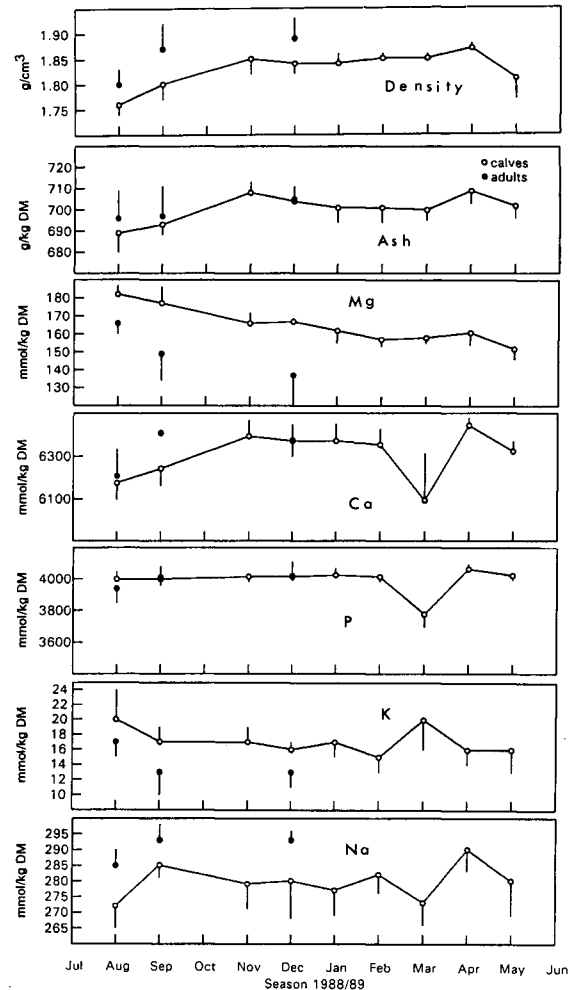 g/cm³
1.90
1.85
1.80
1.75
Density
g/kg DM
720
710
700
690
680
calves
adults
Ash
mmol/kg DM
180
170
160
150
140
130
Mg
mmol/kg DM
6300
6100
Ca
mmol/kg DM
4000
3800
3600
P
mmol/kg DM
24
22
20
18
16
14
12
10
K
mmol/kg DM
295
290
285
280
275
270
265
Na
Jul Aug Sep Oct Nov Dec Jan Feb Mar Apr May Jun
Season 1988/89